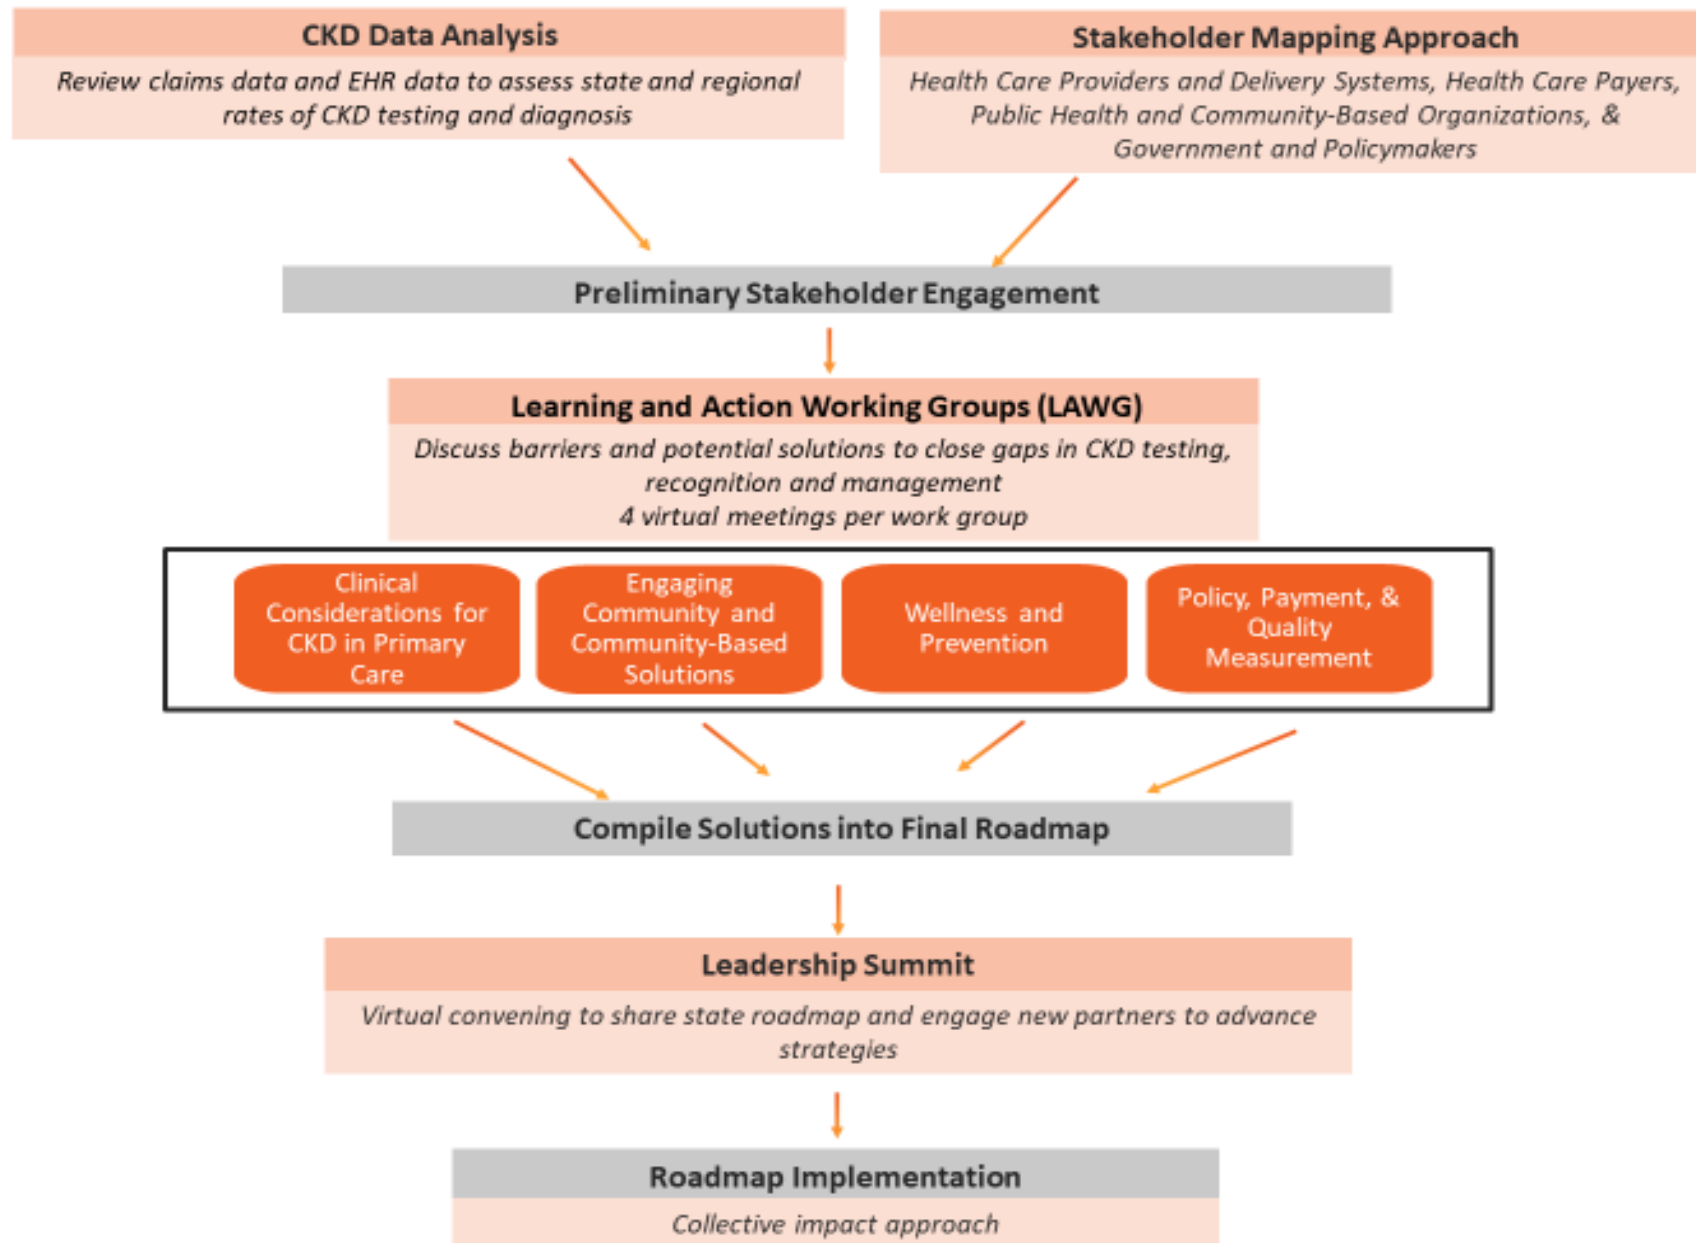 CKD Data Analysis
Review claims data and EHR data to assess state and regional
rates of CKD testing and diagnosis
Stakeholder Mapping Approach
Health Care Providers and Delivery Systems, Health Care Payers,
Public Health and Community-Based Organizations, &
Government and Policymakers
Preliminary Stakeholder Engagement
Learning and Action Working Groups (LAWG)
Discuss barriers and potential solutions to close gaps in CKD testing,
recognition and management
4 virtual meetings per work group
Clinical
Considerations for
CKD in Primary
Care
Engaging
Community and
Community-Based
Solutions
Wellness and
Prevention
Policy, Payment, &
Quality
Measurement
Compile Solutions into Final Roadmap
Leadership Summit
Virtual convening to share state roadmap and engage new partners to advance
strategies
Roadmap Implementation
Collective impact approach